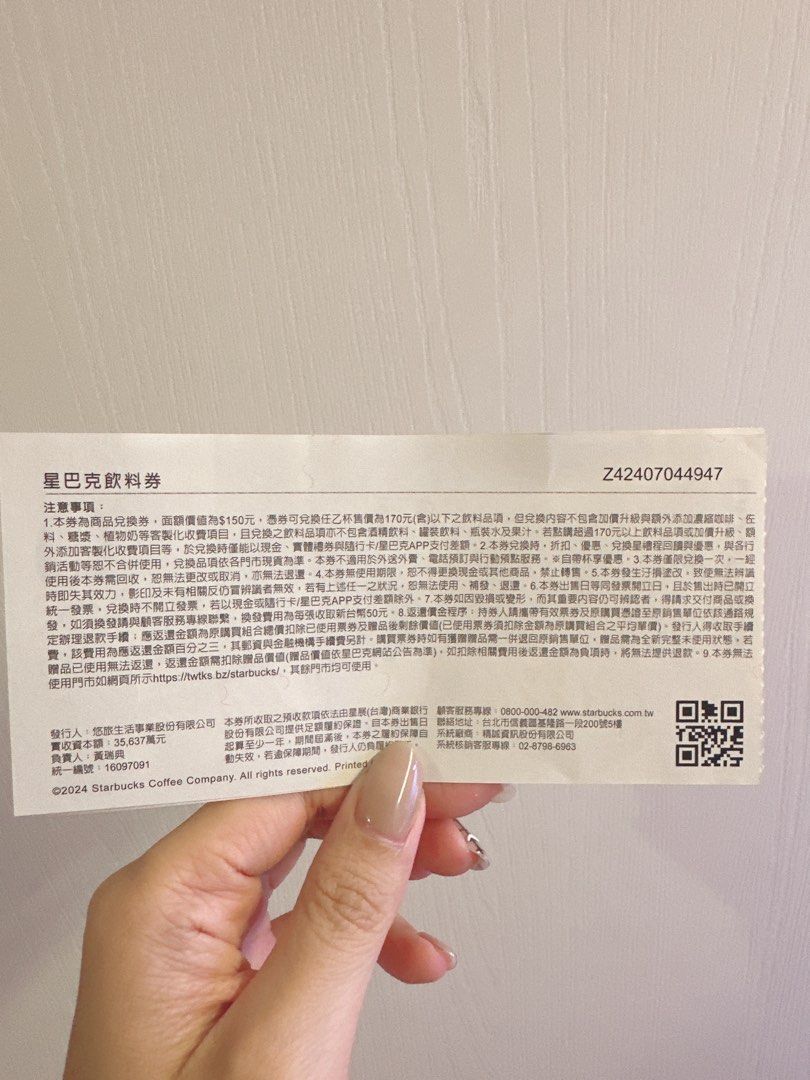 星巴克飲料券
Z42407044947
注意事項：
1.本券為商品兌換券，面額價值為$150元，憑券可兌換任乙杯售價為170元(含)以下之飲料品項，但兌換內容不包含加價升級與額外添加濃縮咖啡、佐
料、糖漿、植物奶等客製化收費項目，且兌換之飲料品項亦不包含酒精飲料、罐裝飲料、瓶裝水及果汁。若點購超過170元以上飲料品項或加價升級、額
外添加客製化收費項目等，於兌換時僅能以現金、實體禮券與隨行卡/星巴克APP支付差額。2.本券兌換時，折扣、優惠、兌換星禮程回饋與優惠，與各行
銷活動等恕不合併使用，兌換品項依各門市現貨為準。本券不適用於外送外賣、電話預訂與行動預點服務。※自帶杯享優惠。3.本券僅限兌換一次，一經
使用後本券需回收，恕無法更改或取消，亦無法退還。4.本券無使用期限，恕不得更換現金或其他商品，禁止轉售。5.本券發生汙損塗改，致使無法辨識
時即失其效力，影印及未有相關反仿冒辨識者無效，若有上述任一之狀況，恕無法使用、補發、退還。6.本券出售日等同發票開立日，且於售出時已開立
統一發票，兌換時不開立發票，若以現金或隨行卡/星巴克APP支付差額除外。7.本券如因毀損或變形，而其重要內容仍可辨認者，得請求交付商品或換
發，如須換發請與顧客服務專線聯繫，換發費用為每張收取新台幣50元。8.返還價金程序：持券人請攜帶有效票券及原購買憑證至原銷售單位依該通路規
定辦理退款手續；應返還金額為原購買組合總價扣除已使用票券及贈品後剩餘價值(已使用票券須扣除金額為原購買組合之平均單價)。發行人得收取手續
費，該費用為應返還金額百分之三，其郵資與金融機構手續費另計。購買票券時如有獲贈贈品需一併退回原銷售單位，贈品需為全新完整未使用狀態，若
贈品已使用無法返還，返還金額需扣除贈品價值(贈品價值依星巴克網站公告為準)，如扣除相關費用後返還金額為負項時，將無法提供退款。9.本券無法
使用門市如網頁所示https://twtks.bz/starbucks/，其餘門市均可使用。
發行人：悠旅生活事業股份有限公司
實收資本額：35,637萬元
負責人：黃瑞典
統一編號：16097091
本券所收取之預收款項依法由星展(台灣)商業銀行
股份有限公司提供足額履約保證。自本券出售日
起算至少一年，期間屆滿後，本券之履約保障自
動失效，若逾保障期間，發行人仍負履約
顧客服務專線：0800-000-482 www.starbucks.com.tw
聯絡地址：台北市信義區基隆路一段200號5樓
系統廠商：精誠資訊股份有限公司
系統核銷客服專線：02-8798-6963
©2024 Starbucks Coffee Company. All rights reserved. Printed